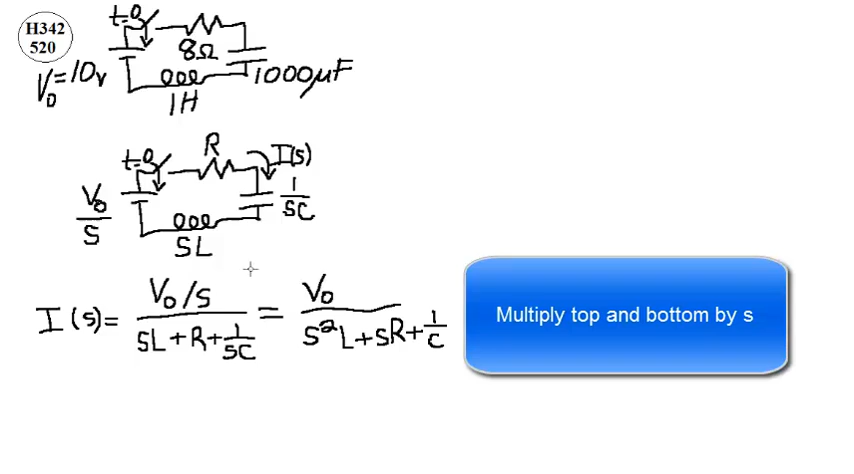 H342
520
t=0
8Ω
V₀=10v
1000μF
1H
t=0
R
I(s)
V₀/S
1/SC
SL
I(s) = (V₀/S)/(SL+R+1/SC) = V₀/(S²L+SR+1/C)
Multiply top and bottom by s